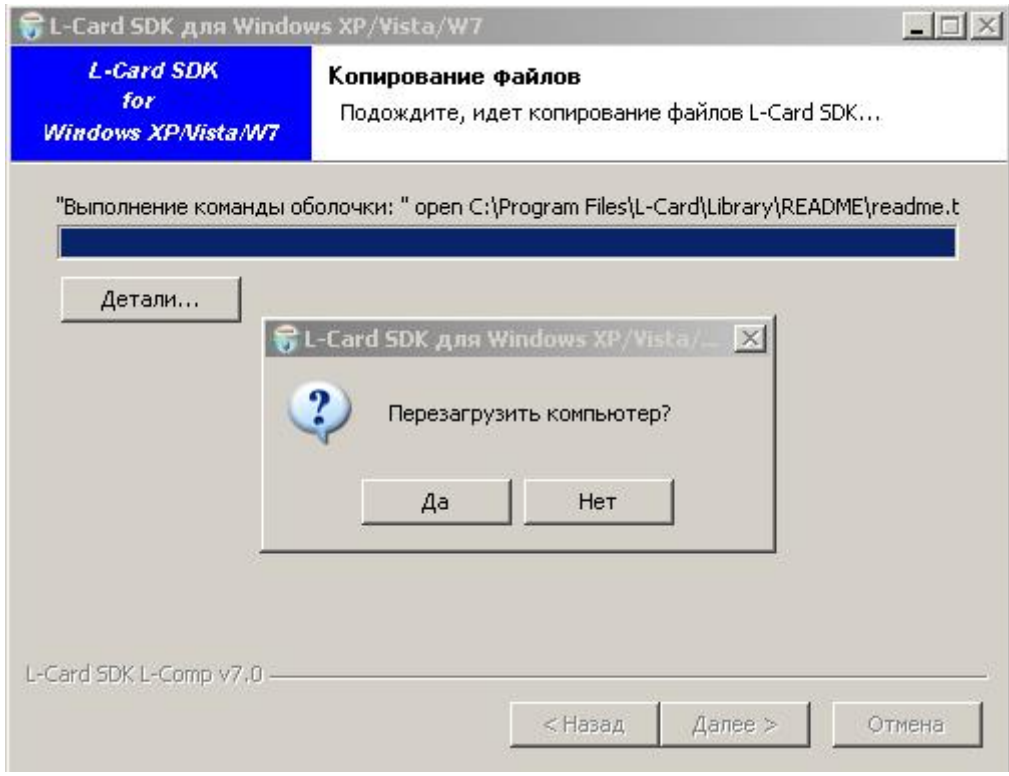 L-Card SDK для Windows XP/Vista/W7
L-Card SDK
for
Windows XP/Vista/W7
Копирование файлов
Подождите, идет копирование файлов L-Card SDK...
"Выполнение команды оболочки: " open C:\Program Files\L-Card\Library\README\readme.t
Детали...
L-Card SDK для Windows XP/Vista/...
Перезагрузить компьютер?
Да
Нет
L-Card SDK L-Comp v7.0
< Назад
Далее >
Отмена